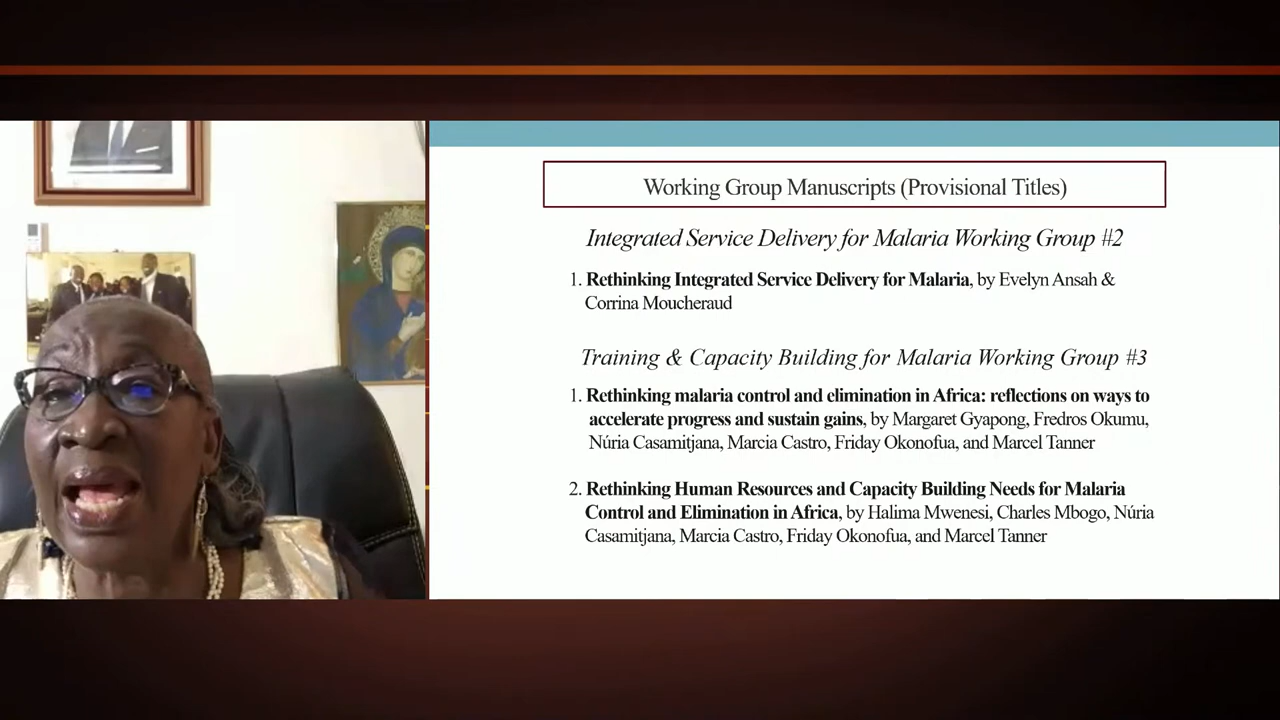 Working Group Manuscripts (Provisional Titles)
Integrated Service Delivery for Malaria Working Group #2
1. Rethinking Integrated Service Delivery for Malaria, by Evelyn Ansah &
Corrina Moucheraud
Training & Capacity Building for Malaria Working Group #3
1. Rethinking malaria control and elimination in Africa: reflections on ways to
accelerate progress and sustain gains, by Margaret Gyapong, Fredros Okumu,
Núria Casamitjana, Marcia Castro, Friday Okonofua, and Marcel Tanner
2. Rethinking Human Resources and Capacity Building Needs for Malaria
Control and Elimination in Africa, by Halima Mwenesi, Charles Mbogo, Núria
Casamitjana, Marcia Castro, Friday Okonofua, and Marcel Tanner